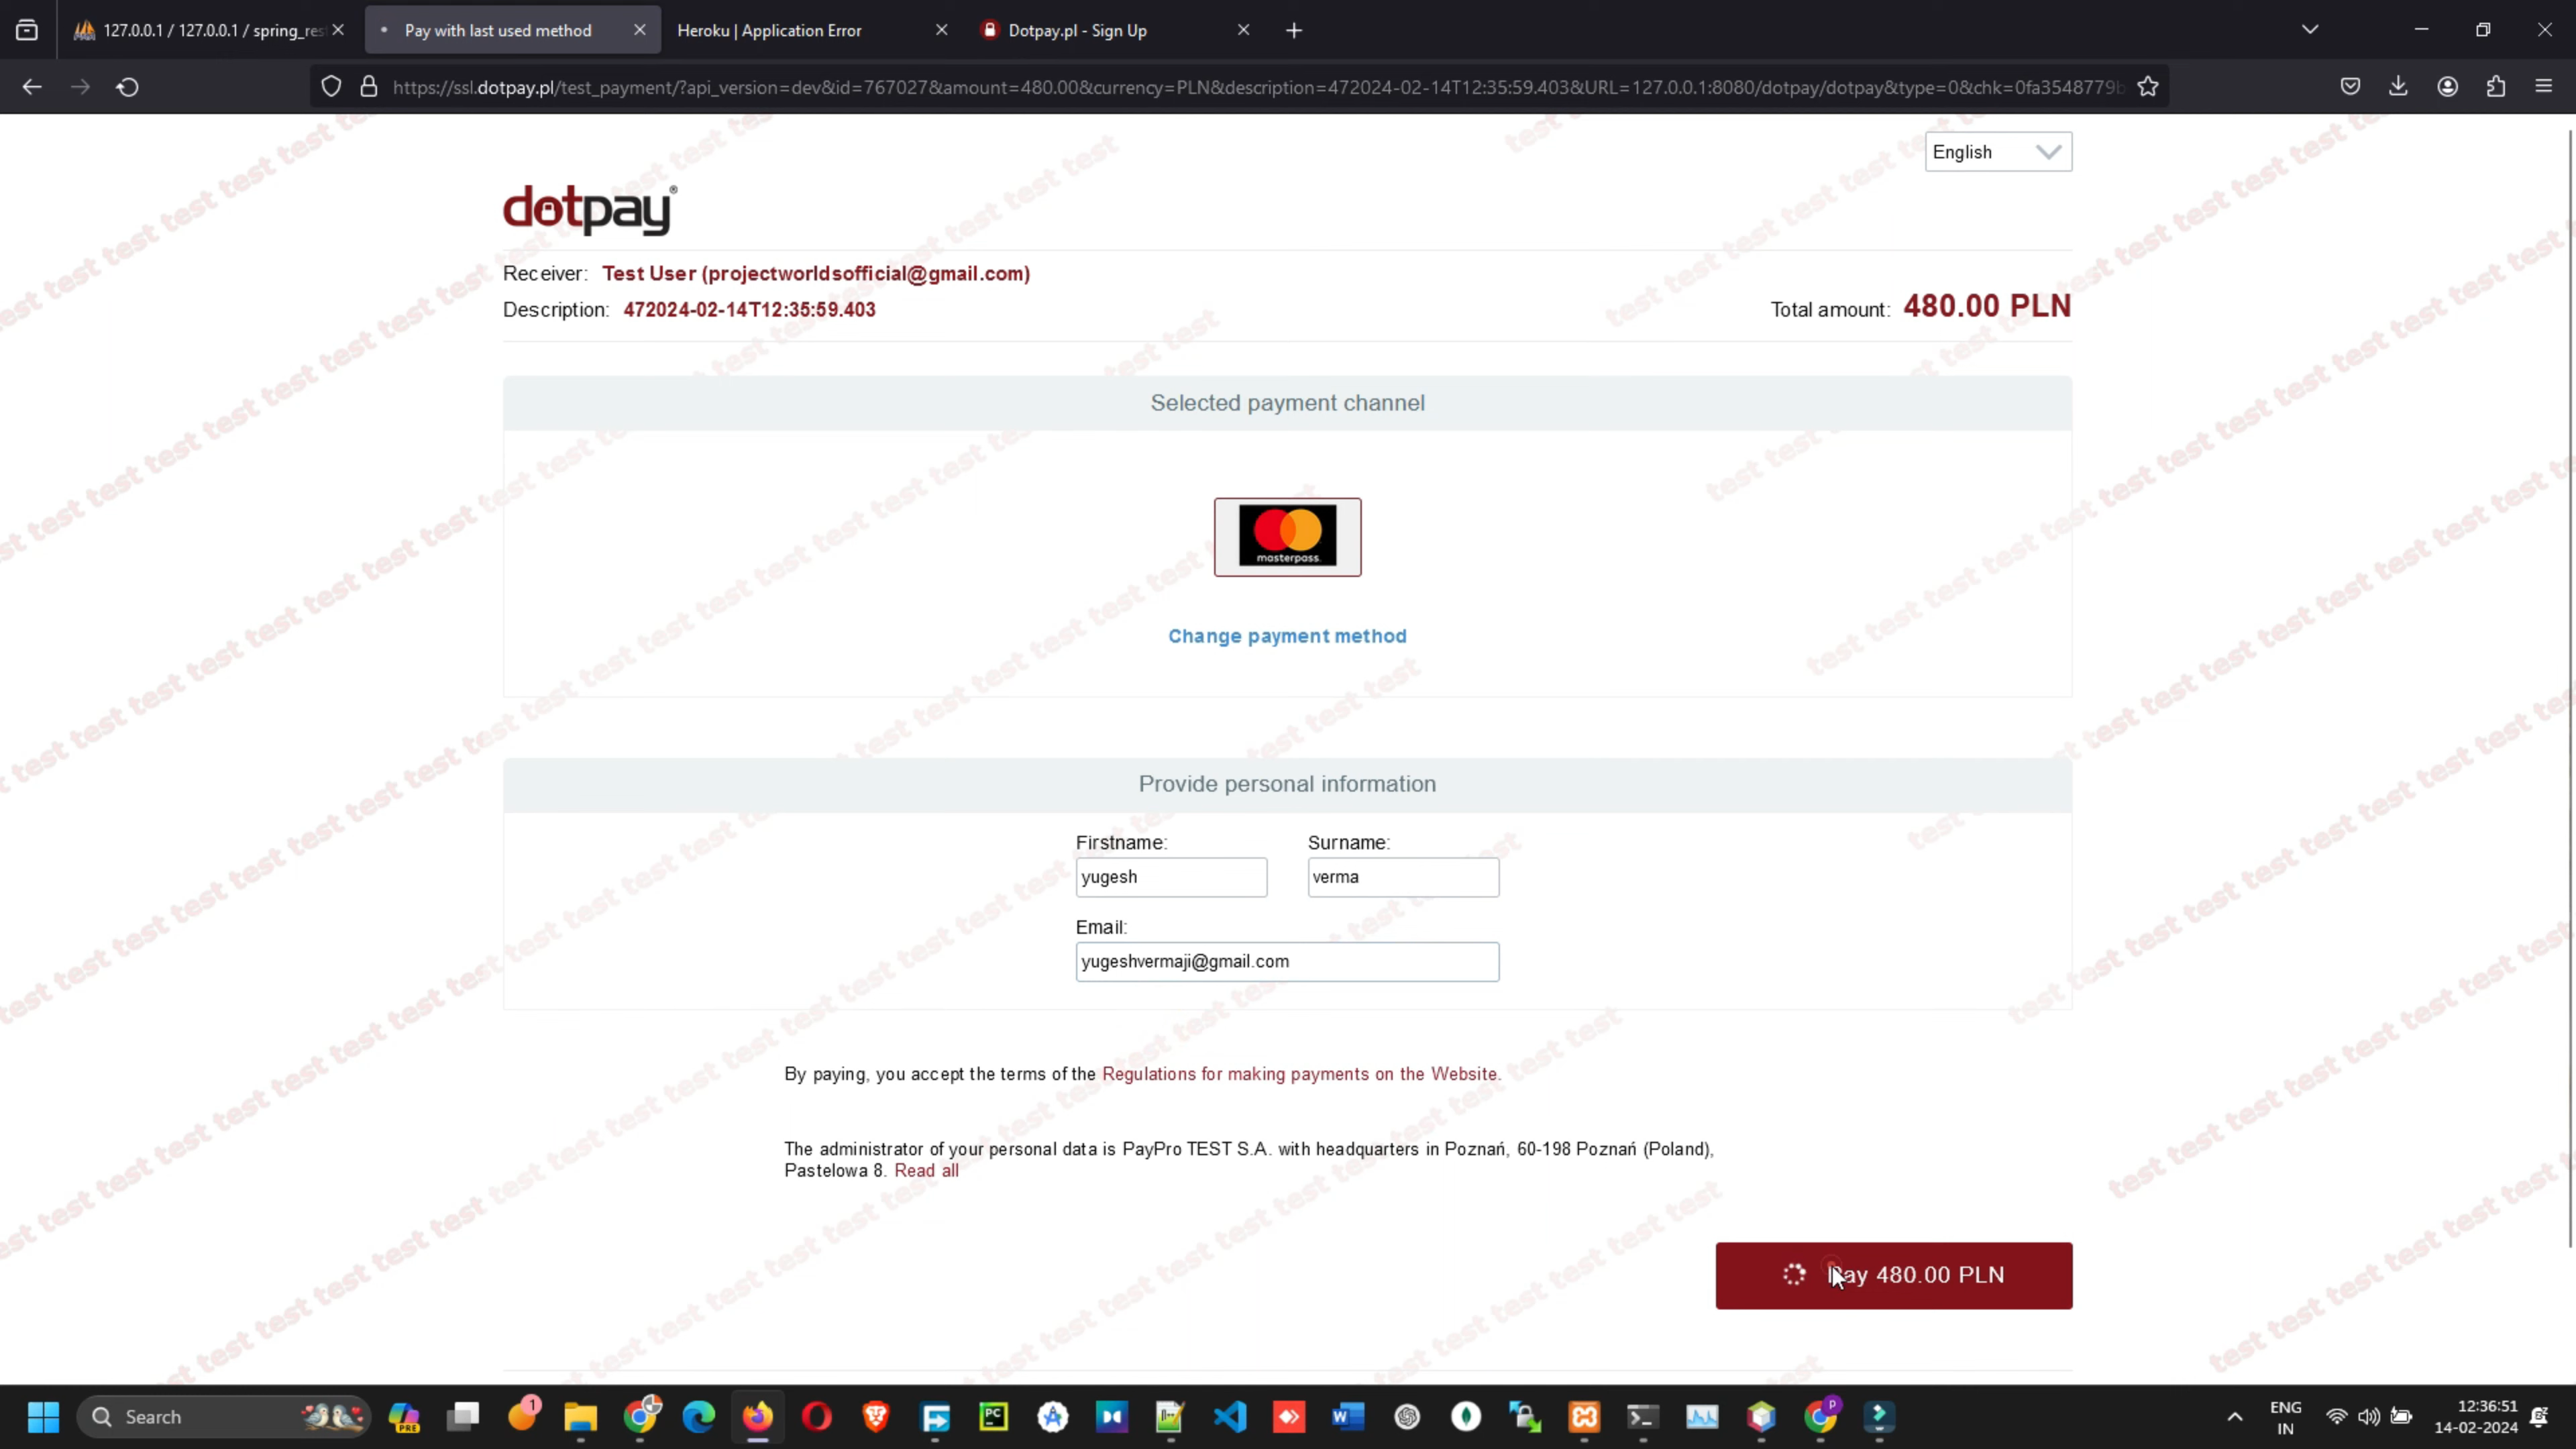 127.0.0.1 / 127.0.0.1 / spring_res
Pay with last used method
Heroku | Application Error
Dotpay.pl - Sign Up
https://ssl.dotpay.pl/test_payment/?api_version=dev&id=767027&amount=480.00&currency=PLN&description=472024-02-14T12:35:59.403&URL=127.0.0.1:8080/dotpay/dotpay&type=0&chk=0fa3548779b
English
dotpay®
Receiver: Test User (projectworldsofficial@gmail.com)
Description: 472024-02-14T12:35:59.403
Total amount: 480.00 PLN
Selected payment channel
masterpass
Change payment method
Provide personal information
Firstname:
Surname:
yugesh
verma
Email:
yugeshvermaji@gmail.com
By paying, you accept the terms of the Regulations for making payments on the Website.
The administrator of your personal data is PayPro TEST S.A. with headquarters in Poznań, 60-198 Poznań (Poland),
Pastelowa 8. Read all
Pay 480.00 PLN
Search
ENG
IN
12:36:51
14-02-2024